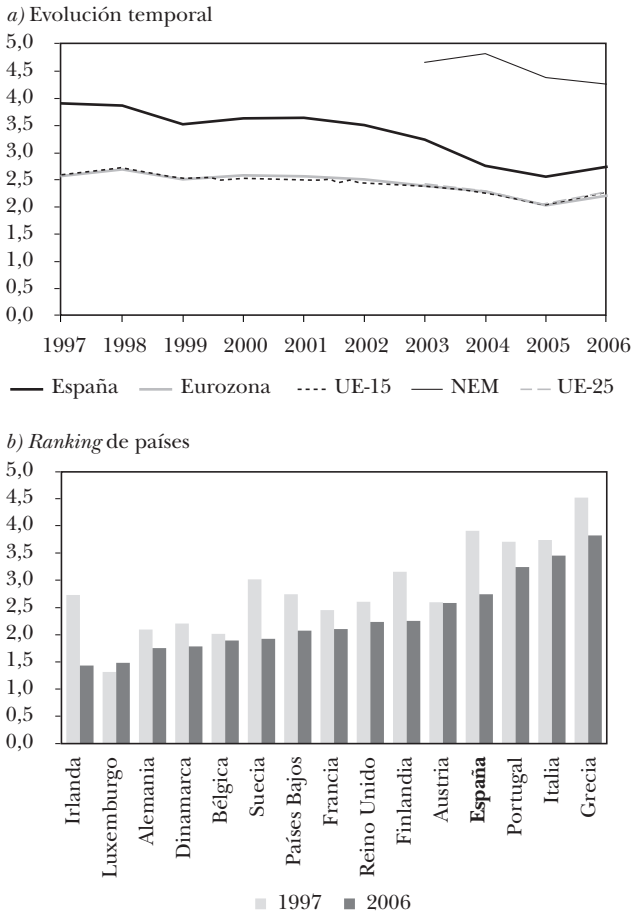 a) Evolución temporal
5,0
4,5
4,0
3,5
3,0
2,5
2,0
1,5
1,0
0,5
0,0
1997 1998 1999 2000 2001 2002 2003 2004 2005 2006
España Eurozona UE-15 NEM UE-25
b) Ranking de países
5,0
4,5
4,0
3,5
3,0
2,5
2,0
1,5
1,0
0,5
0,0
Irlanda
Luxemburgo
Alemania
Dinamarca
Bélgica
Suecia
Países Bajos
Francia
Reino Unido
Finlandia
Austria
España
Portugal
Italia
Grecia
1997 2006